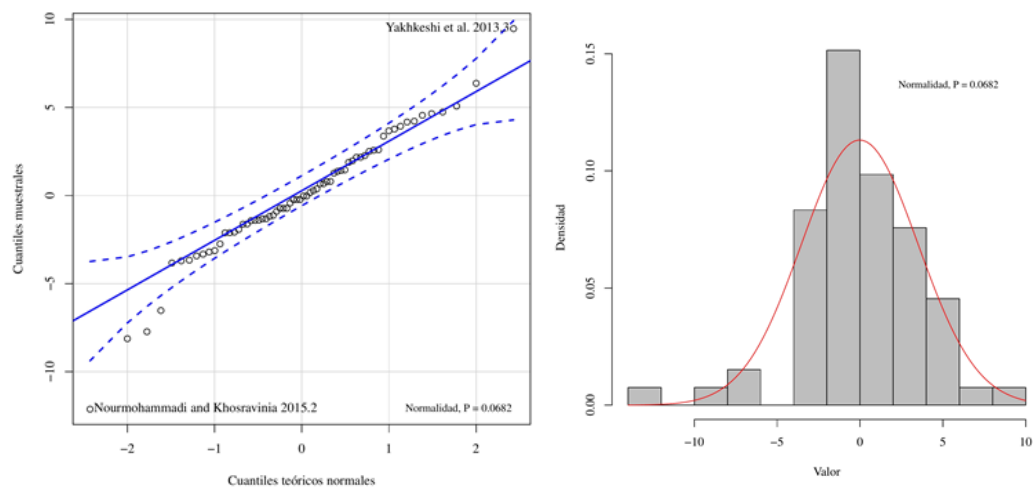 Yakhkeshi et al. 2013.3
10
5
0
−5
−10
Cuantiles muestrales
Nourmohammadi and Khosravinia 2015.2
Normalidad, P = 0.0682
−2
−1
0
1
2
Cuantiles teóricos normales
Normalidad, P = 0.0682
0.15
0.10
0.05
0.00
Densidad
−10
−5
0
5
10
Valor